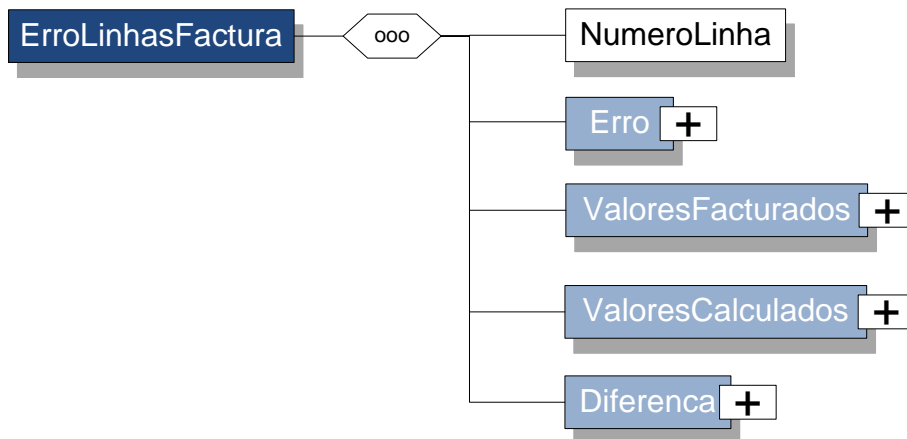 ErroLinhasFactura
ooo
NumeroLinha
Erro +
ValoresFacturados +
ValoresCalculados +
Diferenca +